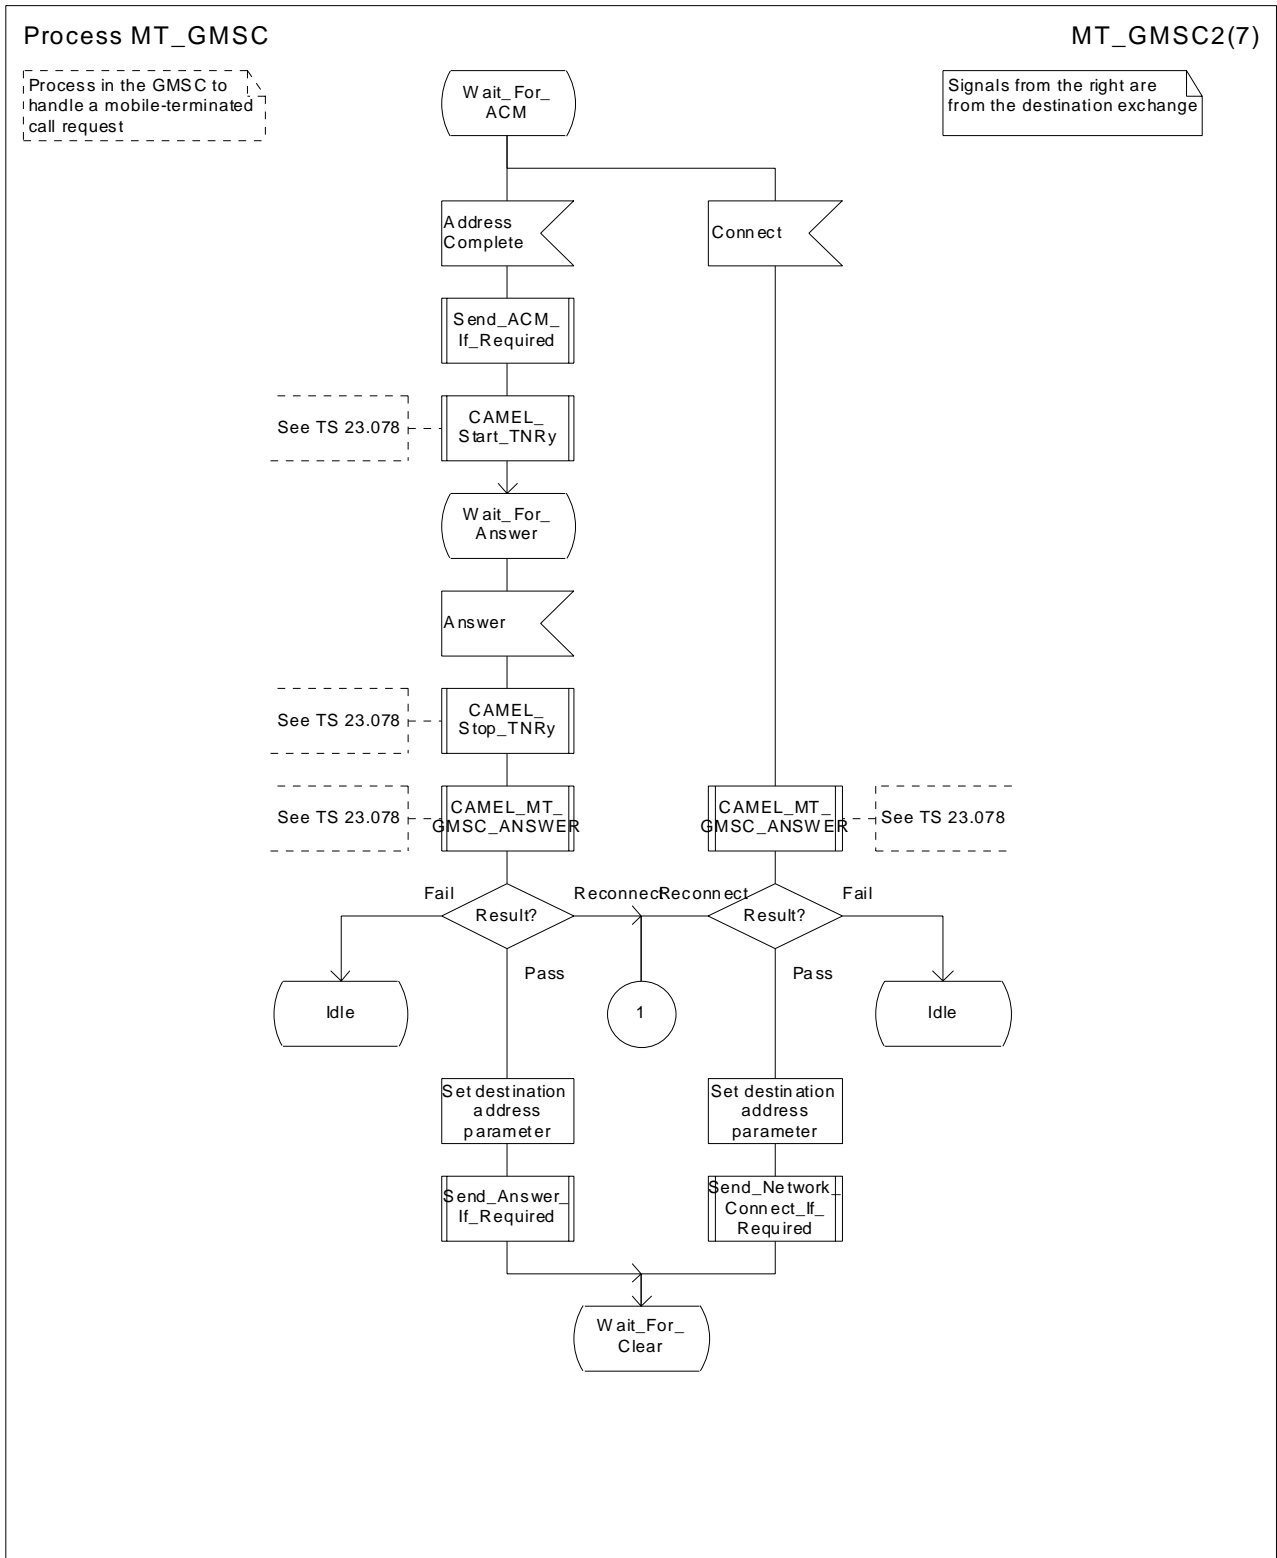 Process MT_GMSC
MT_GMSC2(7)
Process in the GMSC to
handle a mobile-terminated
call request
Signals from the right are
from the destination exchange
Wait_For_
ACM
Address
Complete
Connect
Send_ACM_
If_Required
See TS 23.078
CAMEL_
Start_TNRy
Wait_For_
Answer
Answer
See TS 23.078
CAMEL_
Stop_TNRy
See TS 23.078
CAMEL_MT_
GMSC_ANSWER
CAMEL_MT_
GMSC_ANSWER
See TS 23.078
Fail
Reconnect
Reconnect
Fail
Result?
Result?
Pass
Pass
Idle
1
Idle
Set destination
address
parameter
Set destination
address
parameter
Send_Answer_
If_Required
Send_Network_
Connect_If_
Required
Wait_For_
Clear